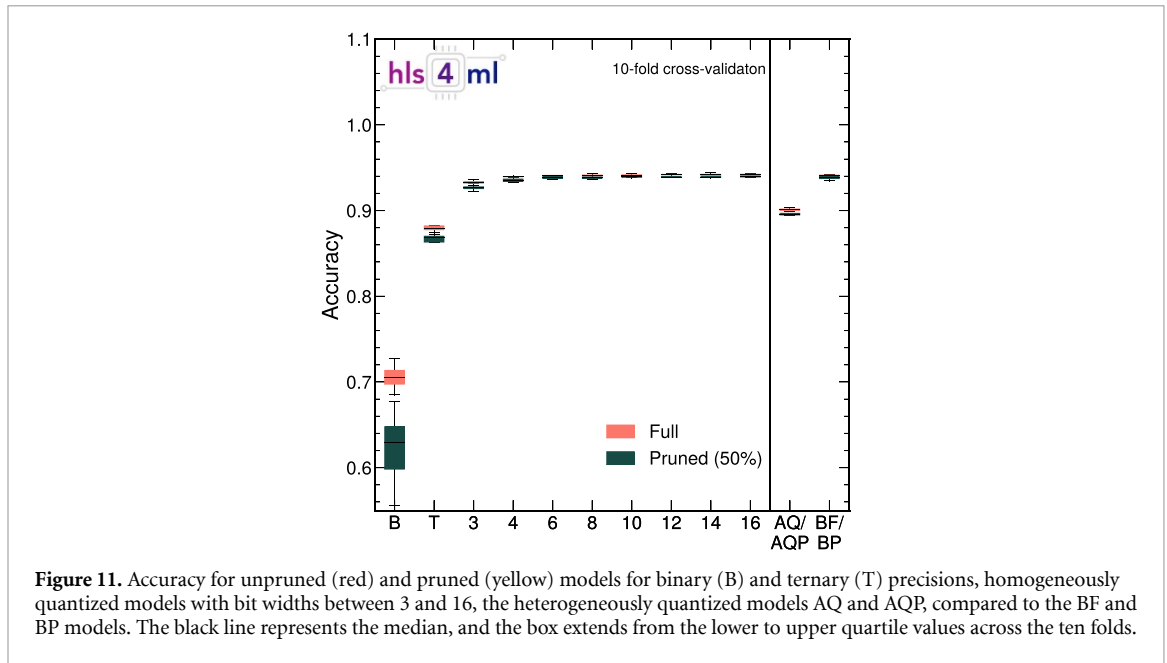 1.1
hls 4 ml
10-fold cross-validaton
1.0
0.9
0.8
0.7
0.6
Accuracy
Full
Pruned (50%)
B T 3 4 6 8 10 12 14 16 AQ/ BF/
AQP BP
Figure 11. Accuracy for unpruned (red) and pruned (yellow) models for binary (B) and ternary (T) precisions, homogeneously
quantized models with bit widths between 3 and 16, the heterogeneously quantized models AQ and AQP, compared to the BF and
BP models. The black line represents the median, and the box extends from the lower to upper quartile values across the ten folds.